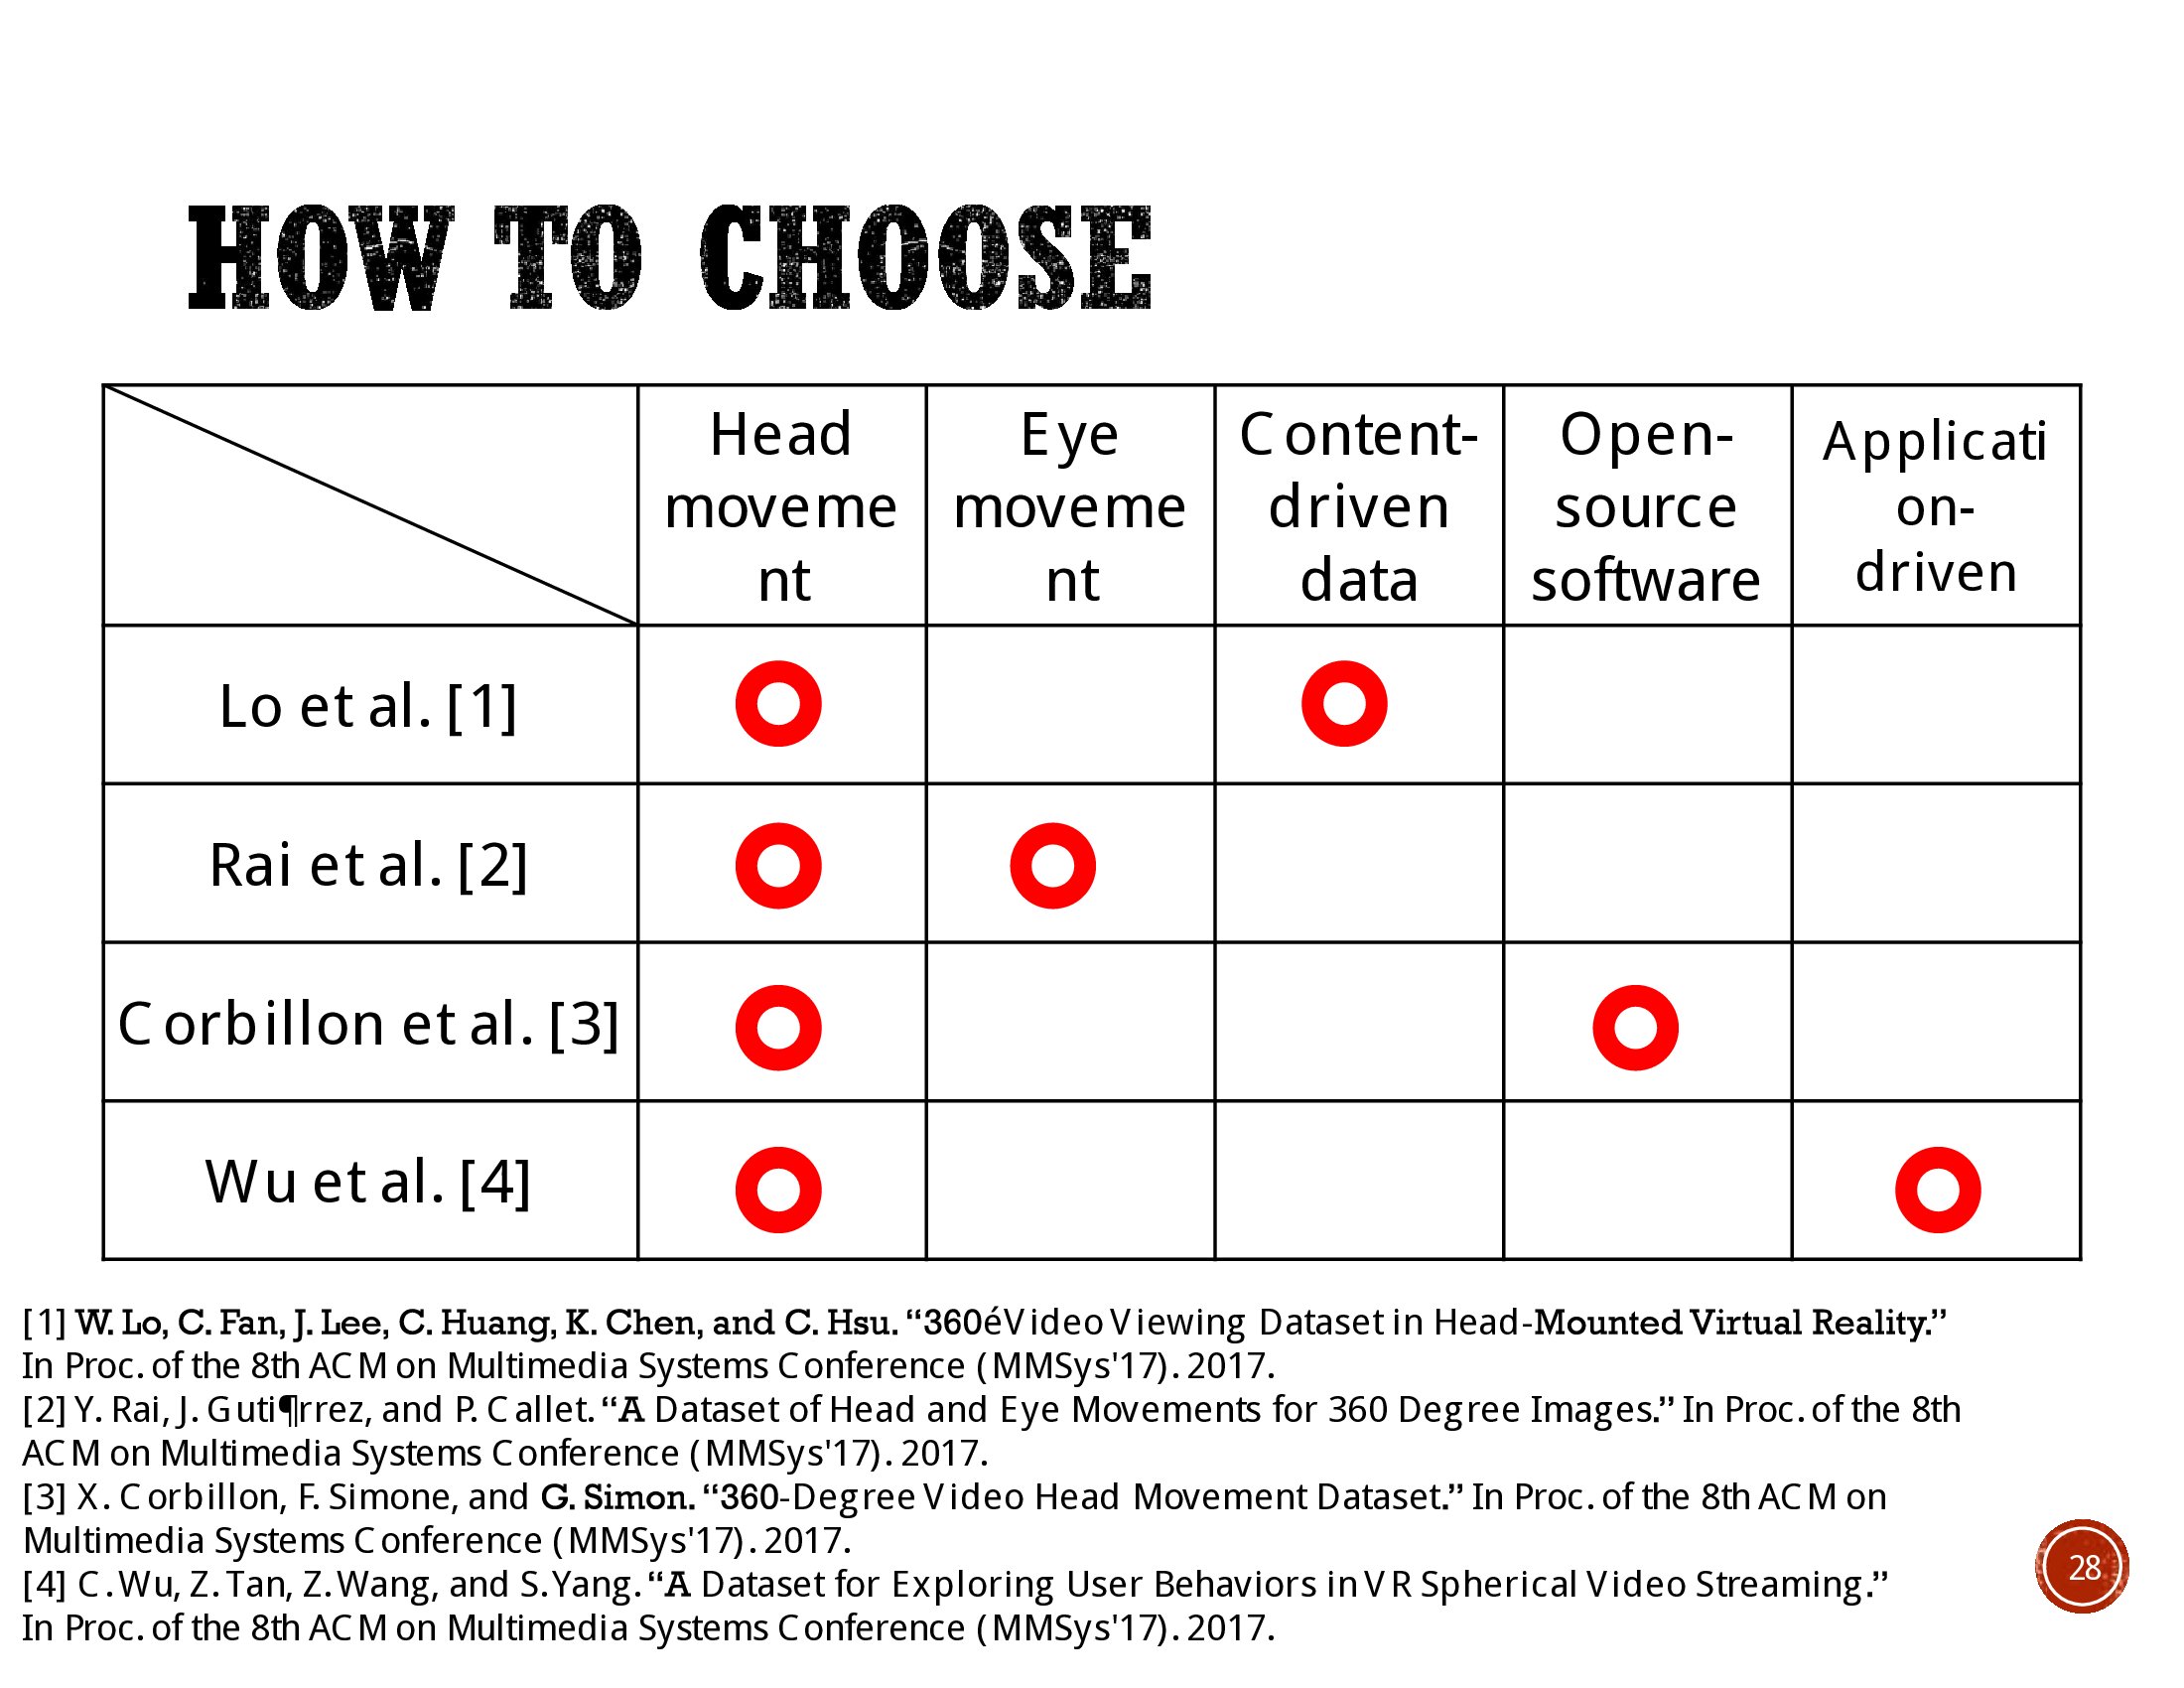 HOW TO CHOOSE
Head
moveme
nt
Eye
moveme
nt
Content-
driven
data
Open-
source
software
Applicati
on-
driven
Lo et al. [1]
Rai et al. [2]
Corbillon et al. [3]
Wu et al. [4]
[1] W. Lo, C. Fan, J. Lee, C. Huang, K. Chen, and C. Hsu. “360éVideo Viewing Dataset in Head-Mounted Virtual Reality.”
In Proc. of the 8th ACM on Multimedia Systems Conference (MMSys'17). 2017.
[2] Y. Rai, J. Guti¶rrez, and P. Callet. “A Dataset of Head and Eye Movements for 360 Degree Images.” In Proc. of the 8th
ACM on Multimedia Systems Conference (MMSys'17). 2017.
[3] X. Corbillon, F. Simone, and G. Simon. “360-Degree Video Head Movement Dataset.” In Proc. of the 8th ACM on
Multimedia Systems Conference (MMSys'17). 2017.
[4] C. Wu, Z. Tan, Z. Wang, and S. Yang. “A Dataset for Exploring User Behaviors in VR Spherical Video Streaming.”
In Proc. of the 8th ACM on Multimedia Systems Conference (MMSys'17). 2017.
28